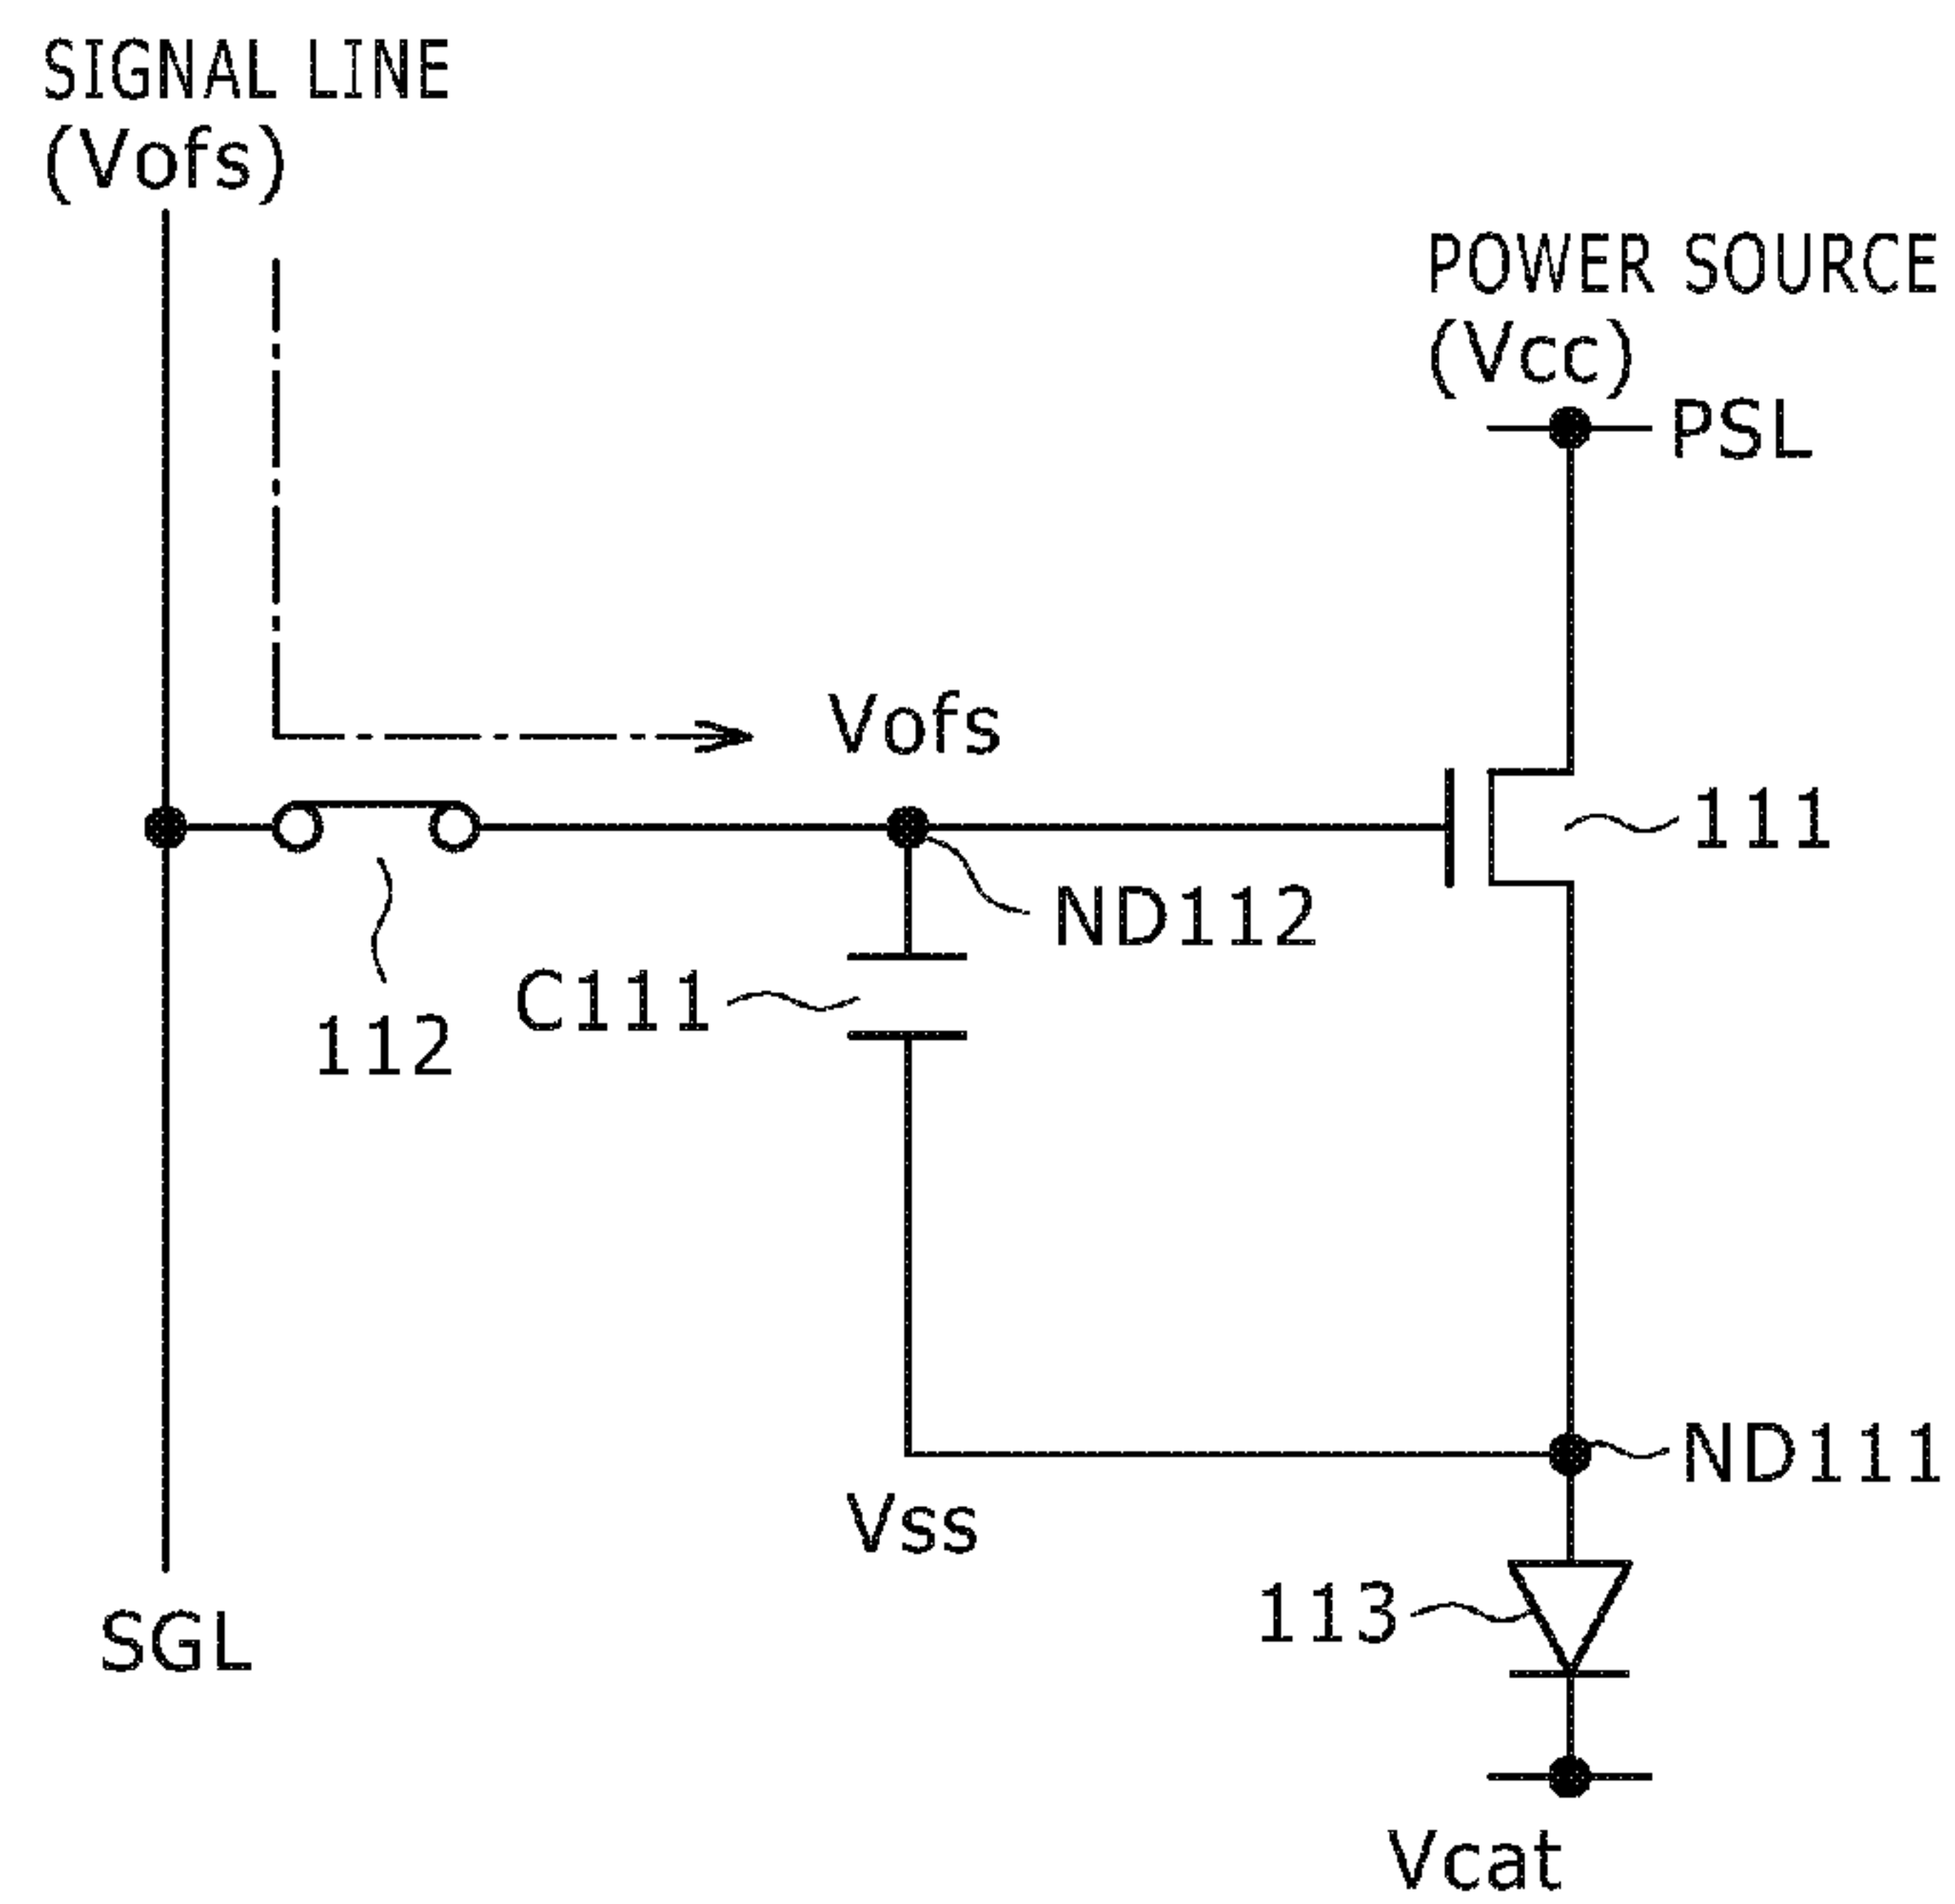 SIGNAL LINE
(Vofs)
POWER SOURCE
(Vcc)
PSL
Vofs
111
ND112
C111
112
ND111
Vss
113
SGL
Vcat